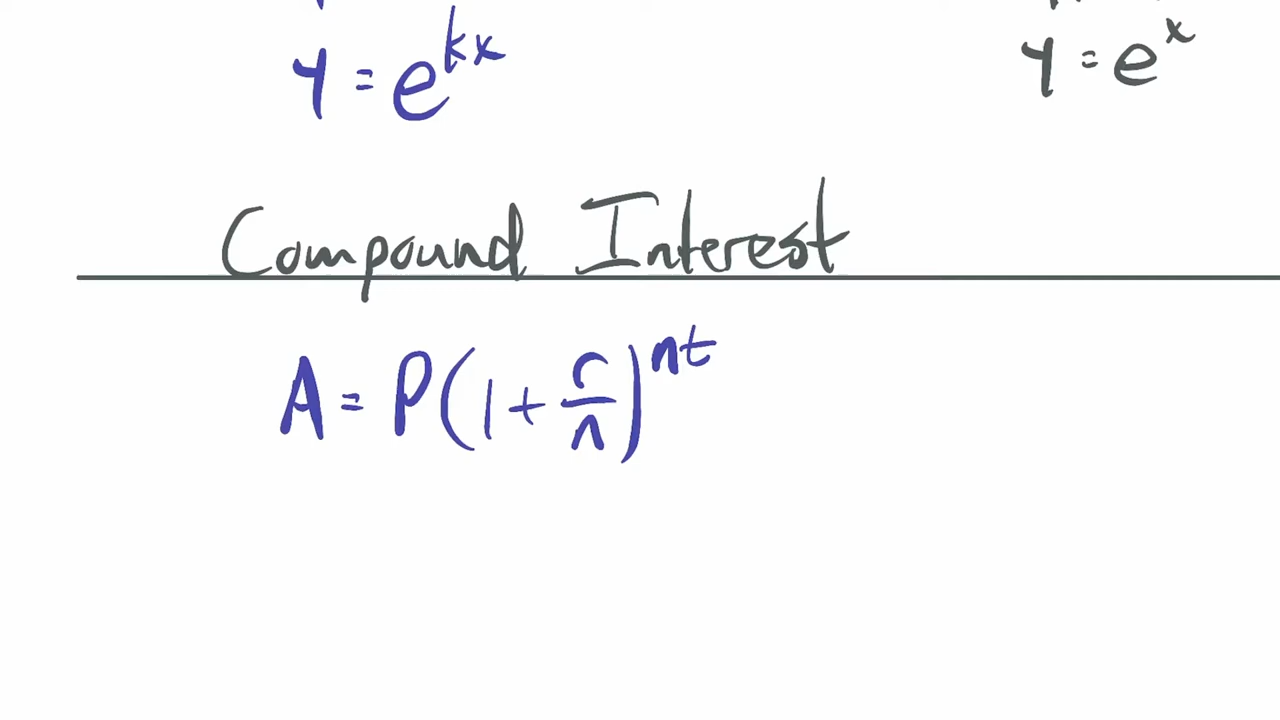 y = e^{kx}
y = e^x
Compound Interest
A = P(1 + r/n)^{nt}